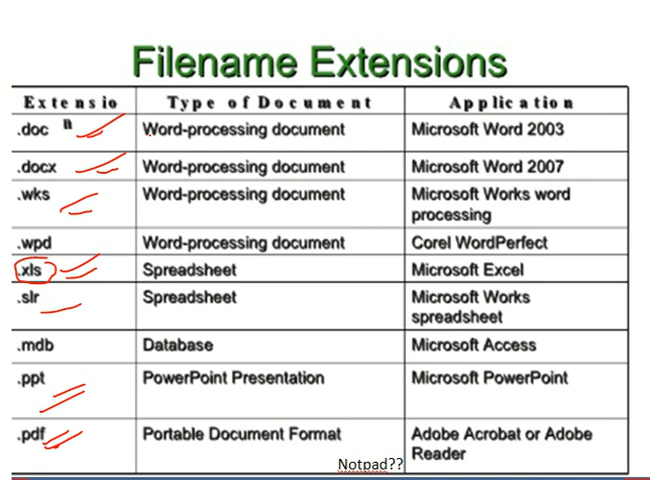 Filename Extensions
Extension Type of Document Application
.doc Word-processing document Microsoft Word 2003
.docx Word-processing document Microsoft Word 2007
.wks Word-processing document Microsoft Works word
processing
.wpd Word-processing document Corel WordPerfect
.xls Spreadsheet Microsoft Excel
.slr Spreadsheet Microsoft Works
spreadsheet
.mdb Database Microsoft Access
.ppt PowerPoint Presentation Microsoft PowerPoint
.pdf Portable Document Format Adobe Acrobat or Adobe
Reader
Notpad??